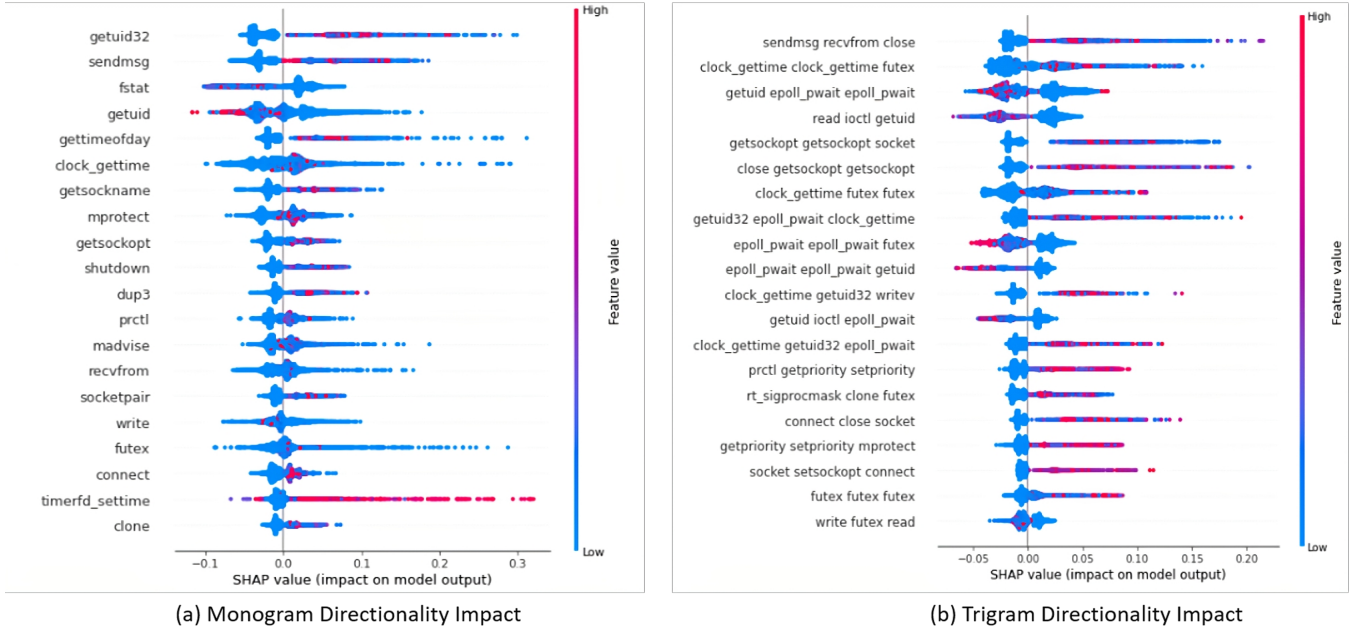 High
getuid32
sendmsg
fstat
getuid
gettimeofday
clock_gettime
getsockname
mprotect
getsockopt
shutdown
dup3
prctl
madvise
recvfrom
socketpair
write
futex
connect
timerfd_settime
clone
Low
Feature value
−0.1 0.0 0.1 0.2 0.3
SHAP value (impact on model output)
(a) Monogram Directionality Impact
High
sendmsg recvfrom close
clock_gettime clock_gettime futex
getuid epoll_pwait epoll_pwait
read ioctl getuid
getsockopt getsockopt socket
close getsockopt getsockopt
clock_gettime futex futex
getuid32 epoll_pwait clock_gettime
epoll_pwait epoll_pwait futex
epoll_pwait epoll_pwait getuid
clock_gettime getuid32 writev
getuid ioctl epoll_pwait
clock_gettime getuid32 epoll_pwait
prctl getpriority setpriority
rt_sigprocmask clone futex
connect close socket
getpriority setpriority mprotect
socket setsockopt connect
futex futex futex
write futex read
Low
Feature value
−0.05 0.00 0.05 0.10 0.15 0.20
SHAP value (impact on model output)
(b) Trigram Directionality Impact